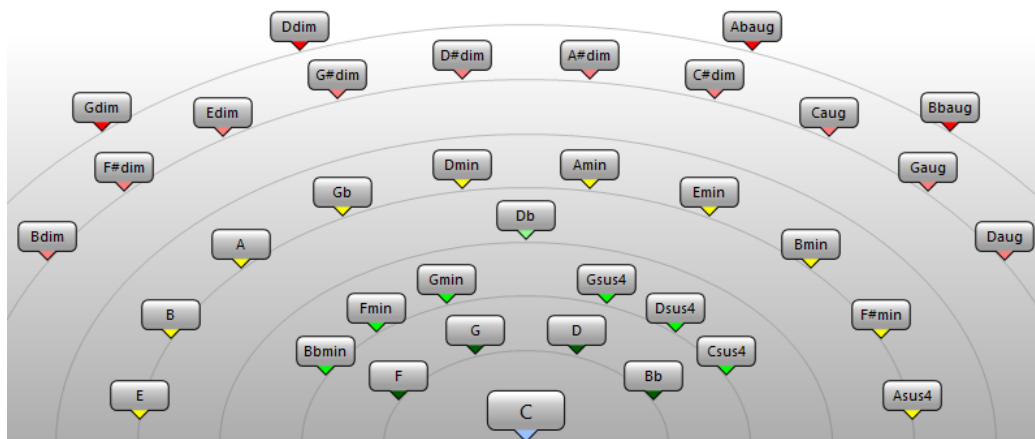 Ddim
Abaug
D#dim
A#dim
G#dim
C#dim
Gdim
Edim
Caug
Bbaug
F#dim
Dmin
Amin
Gaug
Gb
Emin
Db
Bdim
A
Bmin
Daug
Gmin
Gsus4
Fmin
Dsus4
B
F#min
G
D
Bbmin
Csus4
F
Bb
E
Asus4
C